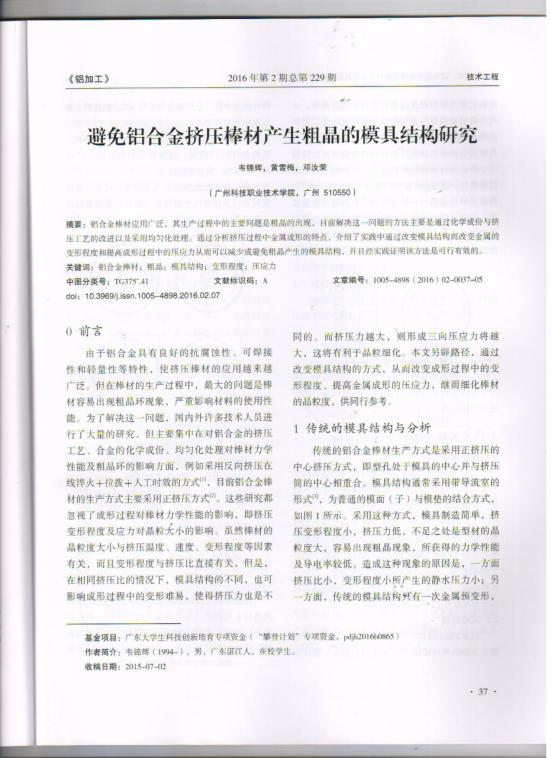 《铝加工》
2016 年第 2 期总第 229 期
技术工程
避免铝合金挤压棒材产生粗晶的模具结构研究
韦锦辉，黄雪梅，邓汝荣
（广州科技职业技术学院，广州 510550）
摘要：铝合金棒材应用广泛，其生产过程中的主要问题是粗晶的出现，目前解决这一问题的方法主要是通过化学成份与挤
压工艺的改进以及采用均匀化处理。通过分析挤压过程中金属成形的特点，介绍了实践中通过改变模具结构而改变金属的
变形程度和提高成形过程中的压应力从而可以减少或避免粗晶产生的模具结构，并且经实践证明该方法是可行有效的。
关键词：铝合金棒材；粗晶；模具结构；变形程度；压应力
中图分类号：TG375+.41
文献标识码：A
文章编号：1005-4898（2016）02-0037-05
doi：10.3969/j.issn.1005-4898.2016.02.07
0 前言
由于铝合金具有良好的抗腐蚀性、可焊接
性和轻量性等特性，使挤压棒材的应用越来越
广泛。但在棒材的生产过程中，最大的问题是棒
材容易出现粗晶环现象，严重影响材料的使用性
能。为了解决这一问题，国内外许多技术人员进
行了大量的研究，但主要集中在对铝合金的挤压
工艺、合金的化学成份、均匀化处理对棒材力学
性能及粗晶环的影响方面，例如采用反向挤压在
线淬火+拉拨+人工时效的方式[1]，目前铝合金棒
材的生产方式主要采用正挤压方式[2]。这些研究都
忽视了成形过程对棒材力学性能的影响，即挤压
变形程度及应力对晶粒大小的影响。虽然棒材的
晶粒度大小与挤压温度、速度、变形程度等因素
有关，而且变形程度与挤压比直接有关，但是，
在相同挤压比的情况下，模具结构的不同，也可
影响成形过程中的变形难易，使得挤压力也是不
同的。而挤压力越大，则形成三向压应力将越
大，这将有利于晶粒细化。本文另辟路径，通过
改变模具结构的方式，从而改变成形过程中的变
形程度，提高金属成形的压应力，继而细化棒材
的晶粒度，供同行参考。
1 传统的模具结构与分析
传统的铝合金棒材生产方式是采用正挤压的
中心挤压方式，即型孔处于模具的中心并与挤压
筒的中心相重合。模具结构通常采用带导流室的
形式[3]，为普通的模面（子）与模垫的结合方式，
如图 1 所示。采用这种方式，模具制造简单，挤
压变形程度小，挤压力低，不足之处是型材的晶
粒度大，容易出现粗晶现象，所获得的力学性能
及导电率较低。造成这种现象的原因是，一方面
挤压比小，变形程度小所产生的静水压力小；另
一方面，传统的模具结构只有一次金属预变形，
基金项目：广东大学生科技创新培育专项资金（“攀登计划”专项资金，pdjh2016b0865）
作者简介：韦锦辉（1994-），男，广东湛江人，在校学生。
收稿日期：2015-07-02
· 37 ·